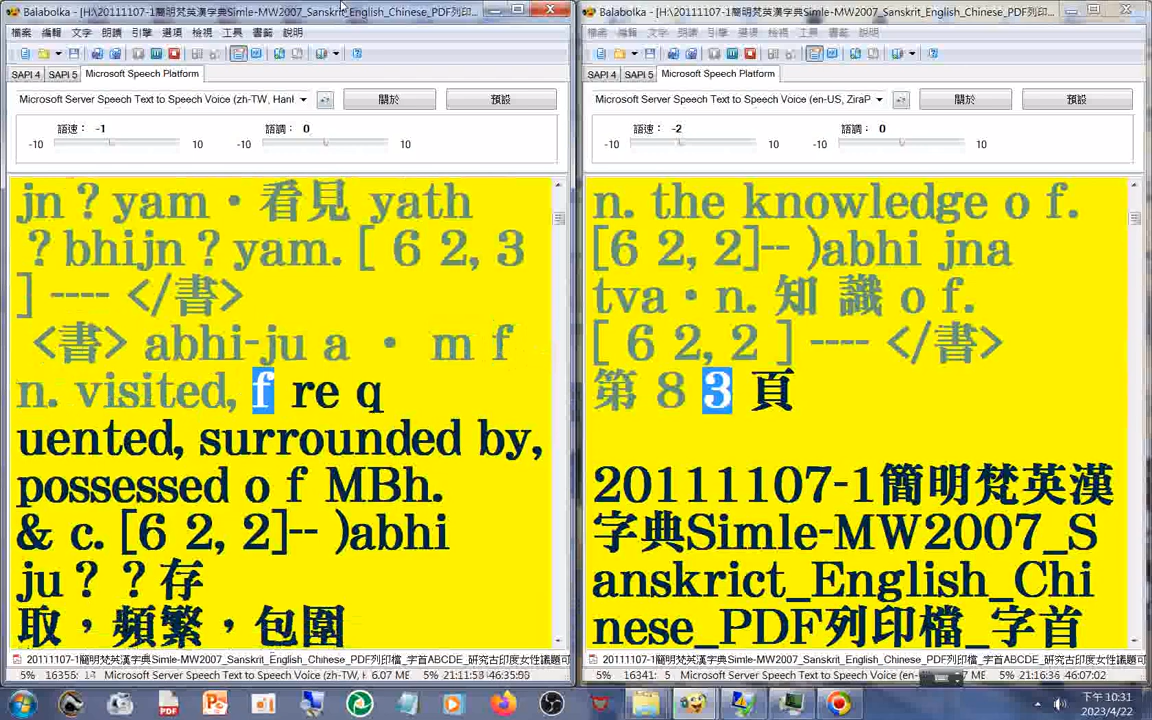 Balabolka - [H:\20111107-1簡明梵英漢字典Simle-MW2007_Sanskrit_English_Chinese_PDF列印...
檔案 編輯 文字 朗讀 引擎 選項 檢視 工具 書籤 說明
SAPI 4 SAPI 5 Microsoft Speech Platform
Microsoft Server Speech Text to Speech Voice (zh-TW, Hanl
關於 預設
語速： -1 語調： 0
-10 10 -10 10
jn ? yam · 看見 yath
? bhijn ? yam. [ 6 2, 3
] ---- </書>
<書> abhi-ju a · m f
n. visited, f re q
uented, surrounded by,
possessed o f MBh.
& c. [6 2, 2]-- )abhi
ju ? ? 存
取，頻繁，包圍
20111107-1簡明梵英漢字典Simle-MW2007_Sanskrit_English_Chinese_PDF列印檔_字首ABCDE_研究古印度女性議題可
5% 16355: 14 Microsoft Server Speech Text to Speech Voice (zh-TW, H 6.07 MB 5% 21:11:53 46:35:53
Balabolka - [H:\20111107-1簡明梵英漢字典Simle-MW2007_Sanskrit_English_Chinese_PDF列印...
檔案 編輯 文字 朗讀 引擎 選項 檢視 工具 書籤 說明
SAPI 4 SAPI 5 Microsoft Speech Platform
Microsoft Server Speech Text to Speech Voice (en-US, ZiraP
關於 預設
語速： -2 語調： 0
-10 10 -10 10
n. the knowledge o f.
[6 2, 2]-- )abhi jna
tva · n. 知 識 o f.
[ 6 2, 2 ] ---- </書>
第 8 3 頁
20111107-1簡明梵英漢
字典Simle-MW2007_S
anskrict_English_Chi
nese_PDF列印檔_字首
20111107-1簡明梵英漢字典Simle-MW2007_Sanskrit_English_Chinese_PDF列印檔_字首ABCDE_研究古印度女性議題可
5% 16341: 5 Microsoft Server Speech Text to Speech Voice 5% 21:16:36 46:07:02
下午 10:31
2023/4/22